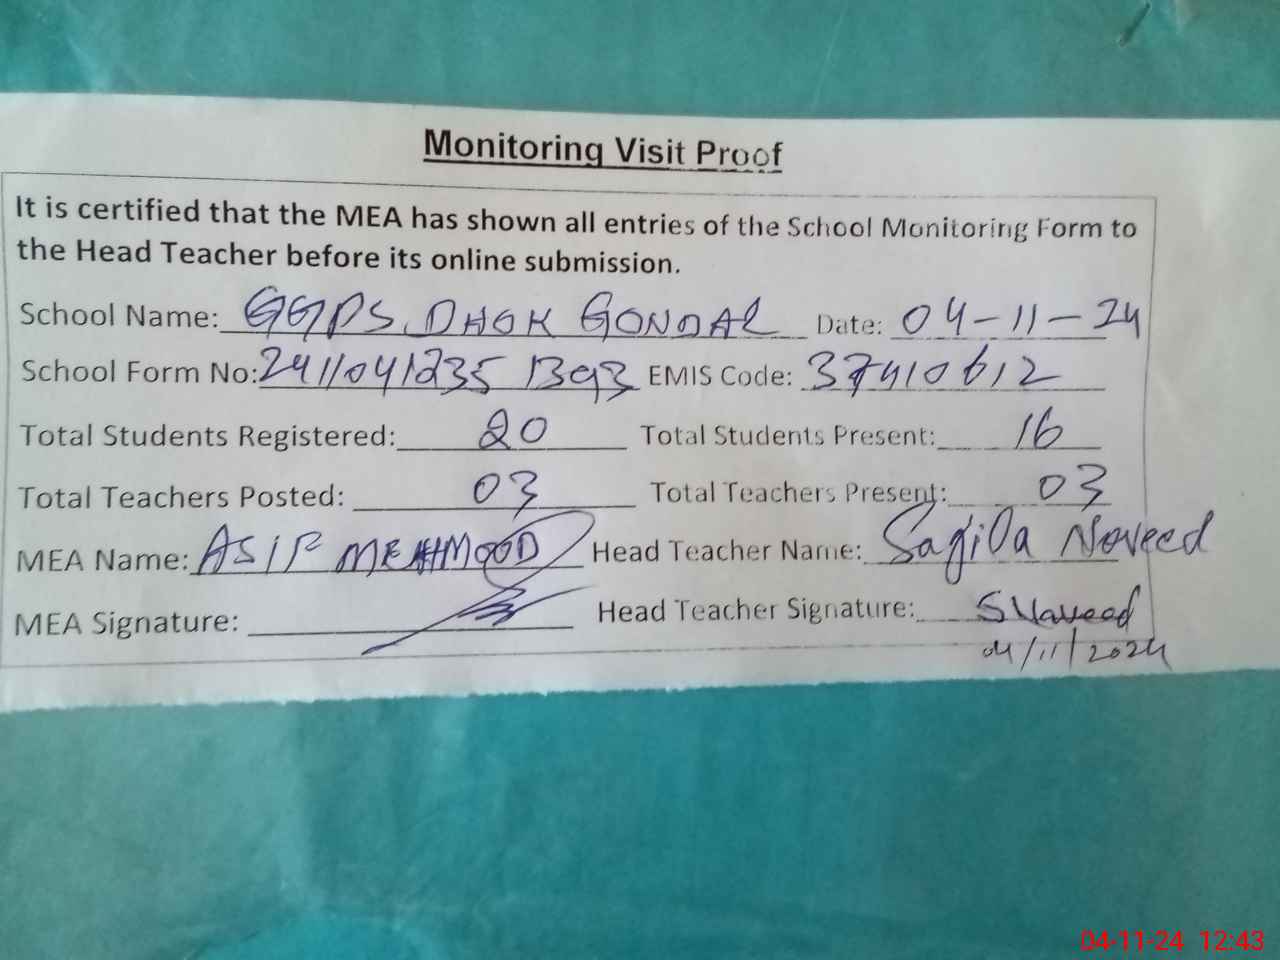 Monitoring Visit Proof
It is certified that the MEA has shown all entries of the School Monitoring Form to
the Head Teacher before its online submission.
School Name: GGPS, DHOK GONDAL Date: 04-11-24
School Form No: 2411041235 1393 EMIS Code: 37410612
Total Students Registered: 20 Total Students Present: 16
Total Teachers Posted: 03 Total Teachers Present: 03
MEA Name: ASIF MEHMOOD Head Teacher Name: Sajida Naveed
MEA Signature: Head Teacher Signature: SNaveed
04/11/2024
04-11-24 12:43